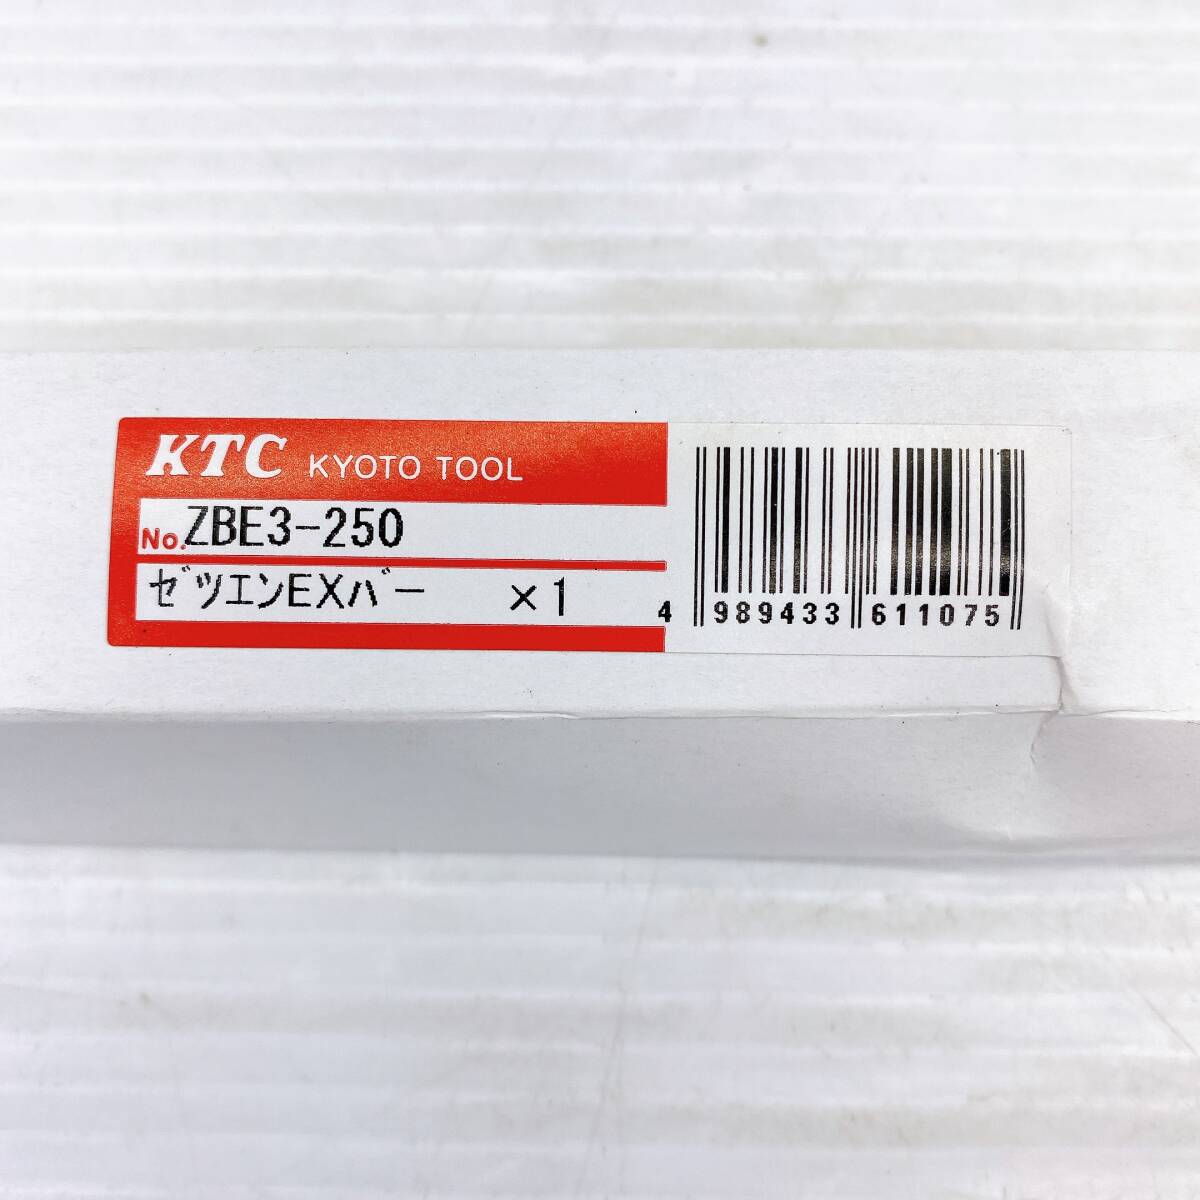 KTC KYOTO TOOL
No. ZBE3-250
ｾﾞﾂｴﾝEXﾊﾞｰ ×1
4 989433 611075